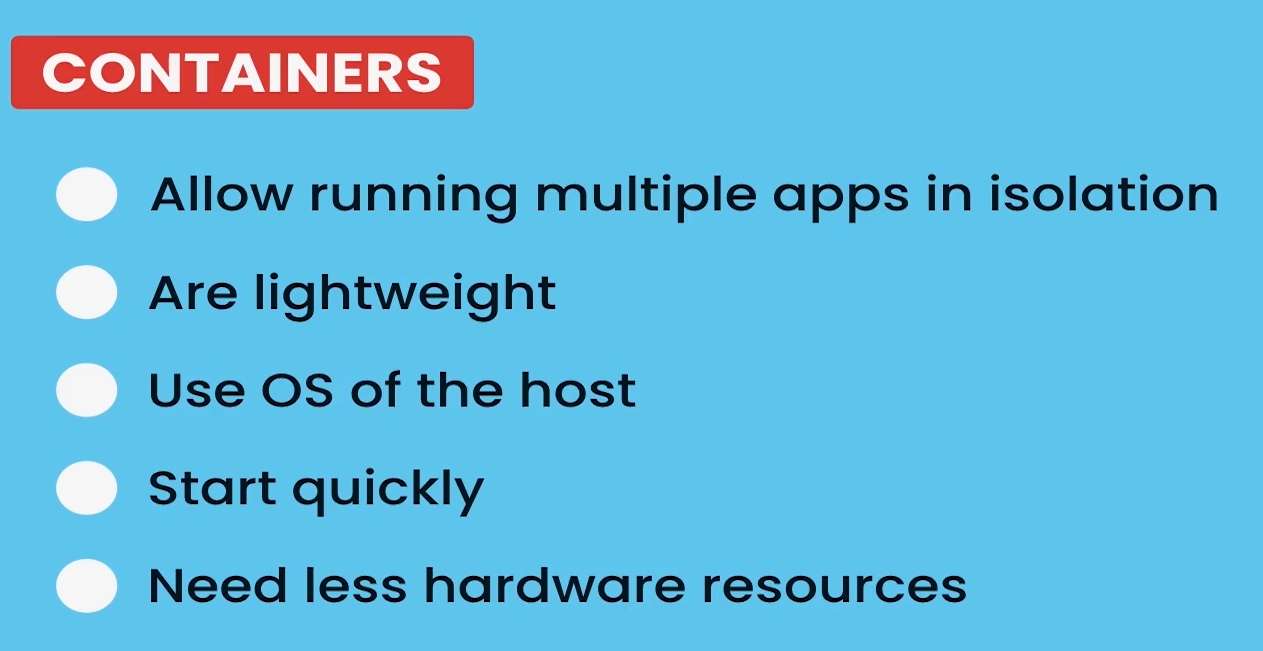 CONTAINERS
Allow running multiple apps in isolation
Are lightweight
Use OS of the host
Start quickly
Need less hardware resources